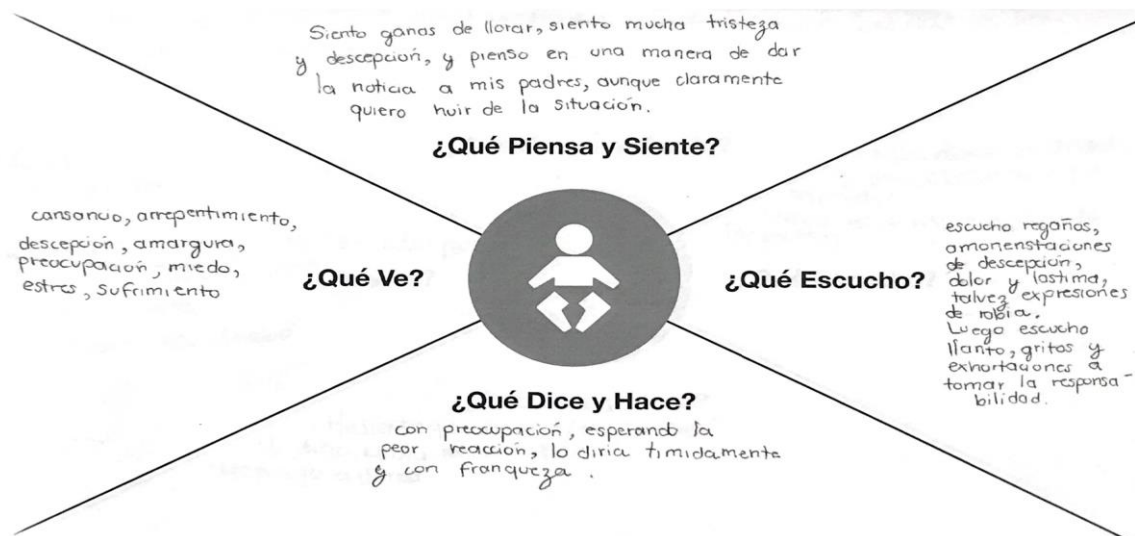 Siento ganas de llorar, siento mucha tristeza
y descepción, y pienso en una manera de dar
la noticia a mis padres, aunque claramente
quiero huir de la situación.
¿Qué Piensa y Siente?
cansancio, arrepentimiento,
descepción, amargura,
preocupación, miedo,
estres, sufrimiento
¿Qué Ve?
¿Qué Escucho?
escucho regaños,
amonenstaciones
de descepción,
dolor y lastima,
talvez expresiones
de rabia.
Luego escucho
llanto, gritos y
exhortaciones a
tomar la responsa-
bilidad.
¿Qué Dice y Hace?
con preocupación, esperando la
peor reacción, lo diria timidamente
y con franqueza.